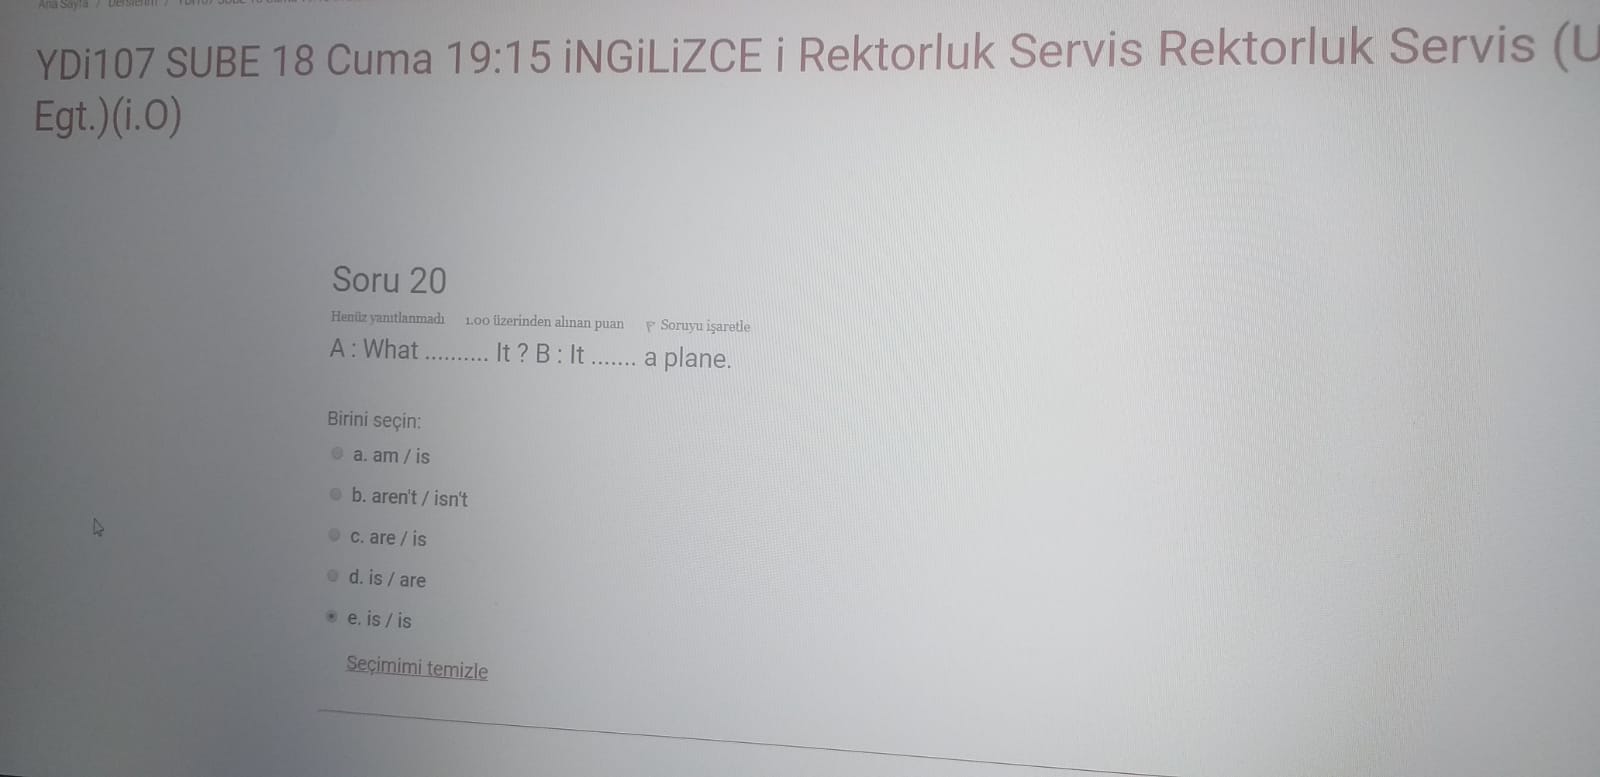 Ana Sayfa / Derslerim /
YDi107 SUBE 18 Cuma 19:15 iNGiLiZCE i Rektorluk Servis Rektorluk Servis (U
Egt.)(i.O)
Soru 20
Henüz yanıtlanmadı 1.00 üzerinden alınan puan Soruyu işaretle
A : What .......... It ? B : It ....... a plane.
Birini seçin:
a. am / is
b. aren't / isn't
c. are / is
d. is / are
e. is / is
Seçimimi temizle